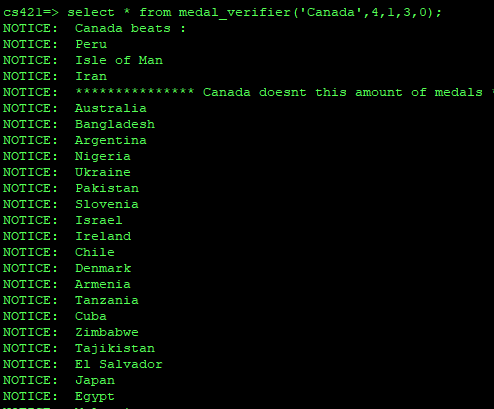 cs421=> select * from medal_verifier('Canada',4,1,3,0);
NOTICE:  Canada beats :
NOTICE:  Peru
NOTICE:  Isle of Man
NOTICE:  Iran
NOTICE:  *************** Canada doesnt this amount of medals *
NOTICE:  Australia
NOTICE:  Bangladesh
NOTICE:  Argentina
NOTICE:  Nigeria
NOTICE:  Ukraine
NOTICE:  Pakistan
NOTICE:  Slovenia
NOTICE:  Israel
NOTICE:  Ireland
NOTICE:  Chile
NOTICE:  Denmark
NOTICE:  Armenia
NOTICE:  Tanzania
NOTICE:  Cuba
NOTICE:  Zimbabwe
NOTICE:  Tajikistan
NOTICE:  El Salvador
NOTICE:  Japan
NOTICE:  Egypt